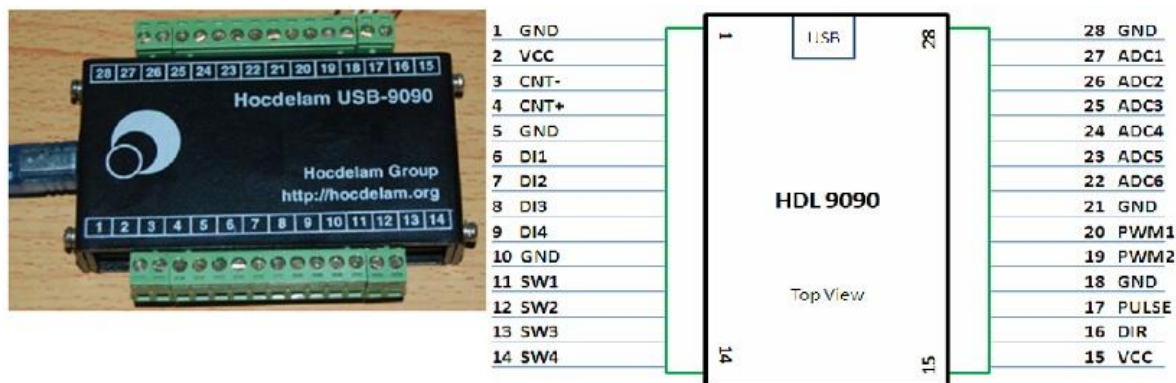 28 27 26 25 24 23 22 21 20 19 18 17 16 15
Hocdelam USB-9090
Hocdelam Group
http://hocdelam.org
1 2 3 4 5 6 7 8 9 10 11 12 13 14
1 GND
2 VCC
3 CNT-
4 CNT+
5 GND
6 DI1
7 DI2
8 DI3
9 DI4
10 GND
11 SW1
12 SW2
13 SW3
14 SW4
1
USB
28
HDL 9090
Top View
14
15
28 GND
27 ADC1
26 ADC2
25 ADC3
24 ADC4
23 ADC5
22 ADC6
21 GND
20 PWM1
19 PWM2
18 GND
17 PULSE
16 DIR
15 VCC